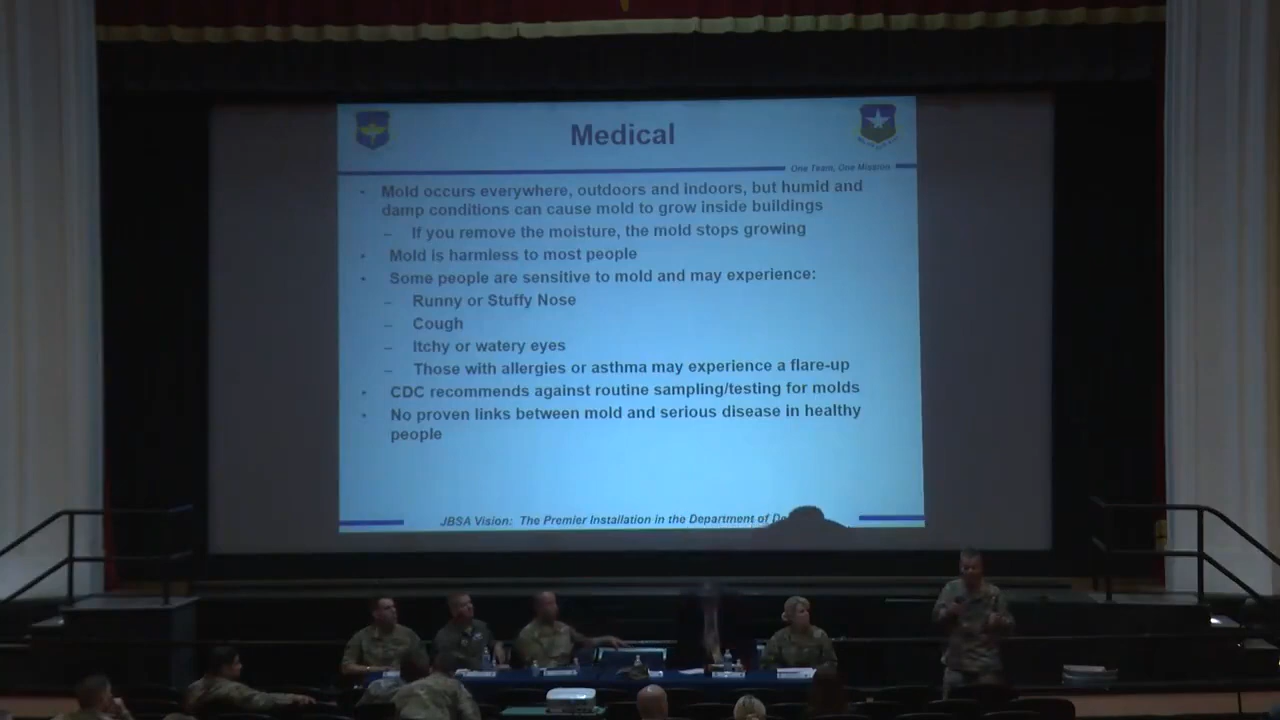 Medical
One Team, One Mission
• Mold occurs everywhere, outdoors and indoors, but humid and
damp conditions can cause mold to grow inside buildings
– If you remove the moisture, the mold stops growing
• Mold is harmless to most people
• Some people are sensitive to mold and may experience:
– Runny or Stuffy Nose
– Cough
– Itchy or watery eyes
– Those with allergies or asthma may experience a flare-up
• CDC recommends against routine sampling/testing for molds
• No proven links between mold and serious disease in healthy
people
JBSA Vision: The Premier Installation in the Department of